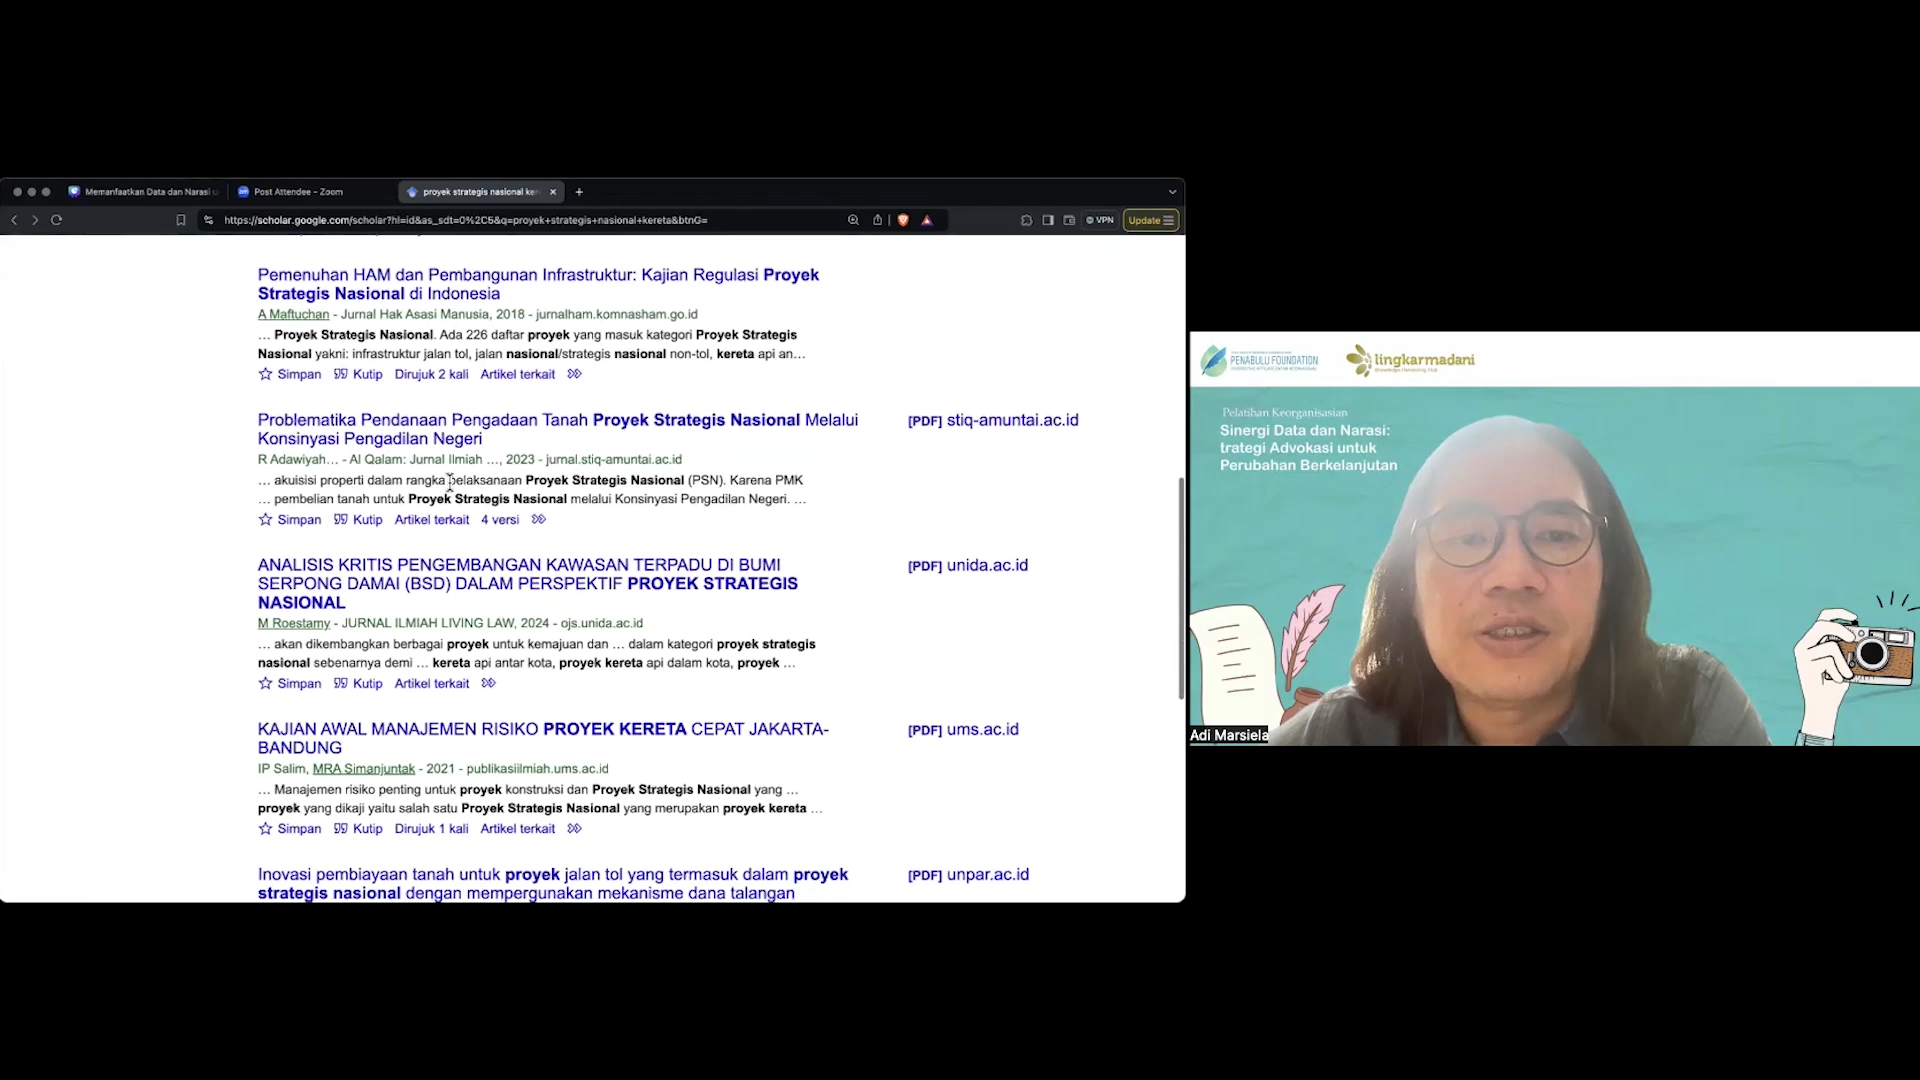 Memanfaatkan Data dan Narasi u
Post Attendee – Zoom
proyek strategis nasional ker
https://scholar.google.com/scholar?hl=id&as_sdt=0%2C5&q=proyek+strategis+nasional+kereta&btnG=
VPN
Update
Pemenuhan HAM dan Pembangunan Infrastruktur: Kajian Regulasi Proyek
Strategis Nasional di Indonesia
A Maftuchan - Jurnal Hak Asasi Manusia, 2018 - jurnalham.komnasham.go.id
… Proyek Strategis Nasional. Ada 226 daftar proyek yang masuk kategori Proyek Strategis
Nasional yakni: infrastruktur jalan tol, jalan nasional/strategis nasional non-tol, kereta api an…
Simpan Kutip Dirujuk 2 kali Artikel terkait
Problematika Pendanaan Pengadaan Tanah Proyek Strategis Nasional Melalui
Konsinyasi Pengadilan Negeri
[PDF] stiq-amuntai.ac.id
R Adawiyah… - Al Qalam: Jurnal Ilmiah …, 2023 - jurnal.stiq-amuntai.ac.id
… akuisisi properti dalam rangka pelaksanaan Proyek Strategis Nasional (PSN). Karena PMK
… pembelian tanah untuk Proyek Strategis Nasional melalui Konsinyasi Pengadilan Negeri. …
Simpan Kutip Artikel terkait 4 versi
ANALISIS KRITIS PENGEMBANGAN KAWASAN TERPADU DI BUMI
SERPONG DAMAI (BSD) DALAM PERSPEKTIF PROYEK STRATEGIS
NASIONAL
[PDF] unida.ac.id
M Roestamy - JURNAL ILMIAH LIVING LAW, 2024 - ojs.unida.ac.id
… akan dikembangkan berbagai proyek untuk kemajuan dan … dalam kategori proyek strategis
nasional sebenarnya demi … kereta api antar kota, proyek kereta api dalam kota, proyek …
Simpan Kutip Artikel terkait
KAJIAN AWAL MANAJEMEN RISIKO PROYEK KERETA CEPAT JAKARTA-
BANDUNG
[PDF] ums.ac.id
IP Salim, MRA Simanjuntak - 2021 - publikasiilmiah.ums.ac.id
… Manajemen risiko penting untuk proyek konstruksi dan Proyek Strategis Nasional yang …
proyek yang dikaji yaitu salah satu Proyek Strategis Nasional yang merupakan proyek kereta …
Simpan Kutip Dirujuk 1 kali Artikel terkait
Inovasi pembiayaan tanah untuk proyek jalan tol yang termasuk dalam proyek
strategis nasional dengan mempergunakan mekanisme dana talangan
[PDF] unpar.ac.id
PENABULU FOUNDATION
lingkarmadani
Pelatihan Keorganisasian
Sinergi Data dan Narasi:
trategi Advokasi untuk
Perubahan Berkelanjutan
Adi Marsiela